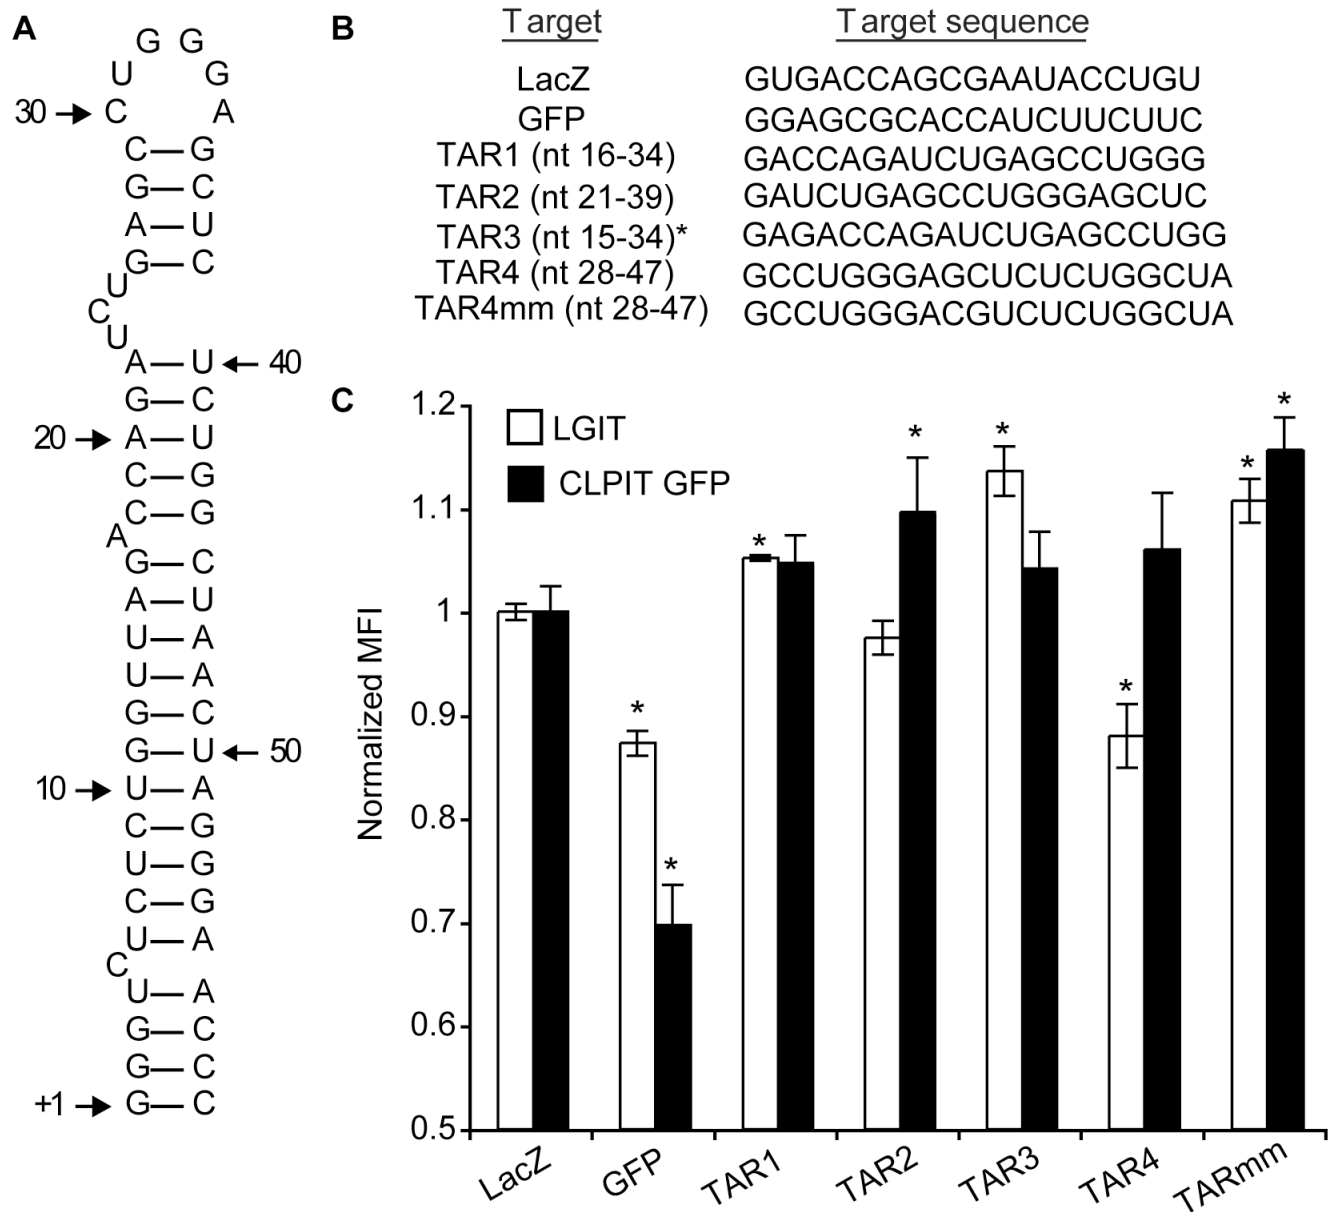 A
G G
U G
30 C A
C G
G C
A U
G C
U
C
U
A U 40
G C
20 A U
C G
C G
A
G C
A U
U A
U A
G C
G U 50
10 U A
C G
U G
C G
U A
C
U A
G C
G C
+1 G C
B
Target Target sequence
LacZ GUGACCAGCGAAUACCUGU
GFP GGAGCGCACCAUCUUCUUC
TAR1 (nt 16-34) GACCAGAUCUGAGCCUGGG
TAR2 (nt 21-39) GAUCUGAGCCUGGGAGCUC
TAR3 (nt 15-34)* GAGACCAGAUCUGAGCCUGG
TAR4 (nt 28-47) GCCUGGGAGCUCUCUGGCUA
TAR4mm (nt 28-47) GCCUGGGACGUCUCUGGCUA
C
LGIT
CLPIT GFP
Normalized MFI
1.2
1.1
1
0.9
0.8
0.7
0.6
0.5
* * * * * * * *
LacZ GFP TAR1 TAR2 TAR3 TAR4 TARmm